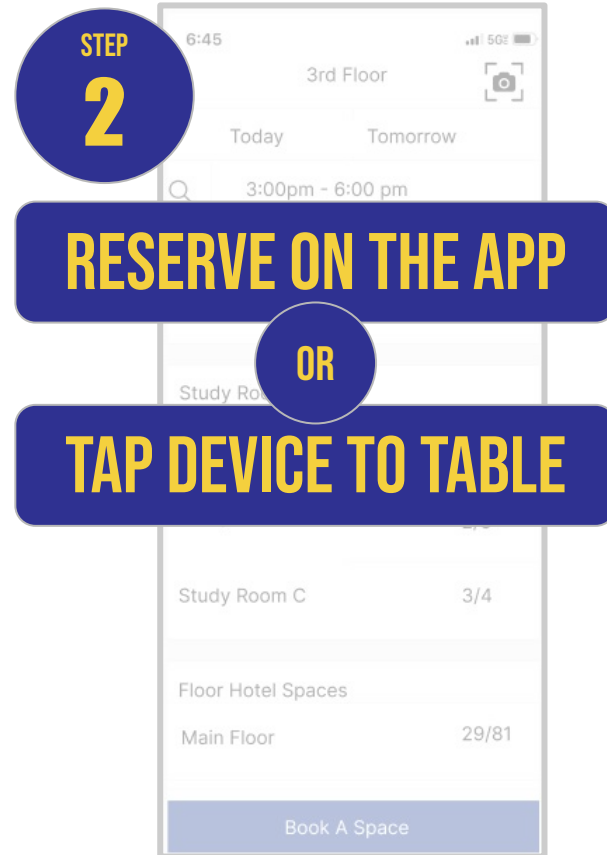 STEP
2
6:45
5GE
3rd Floor
Today Tomorrow
3:00pm - 6:00 pm
RESERVE ON THE APP
OR
Study
TAP DEVICE TO TABLE
Study Room C 3/4
Floor Hotel Spaces
Main Floor 29/81
Book A Space